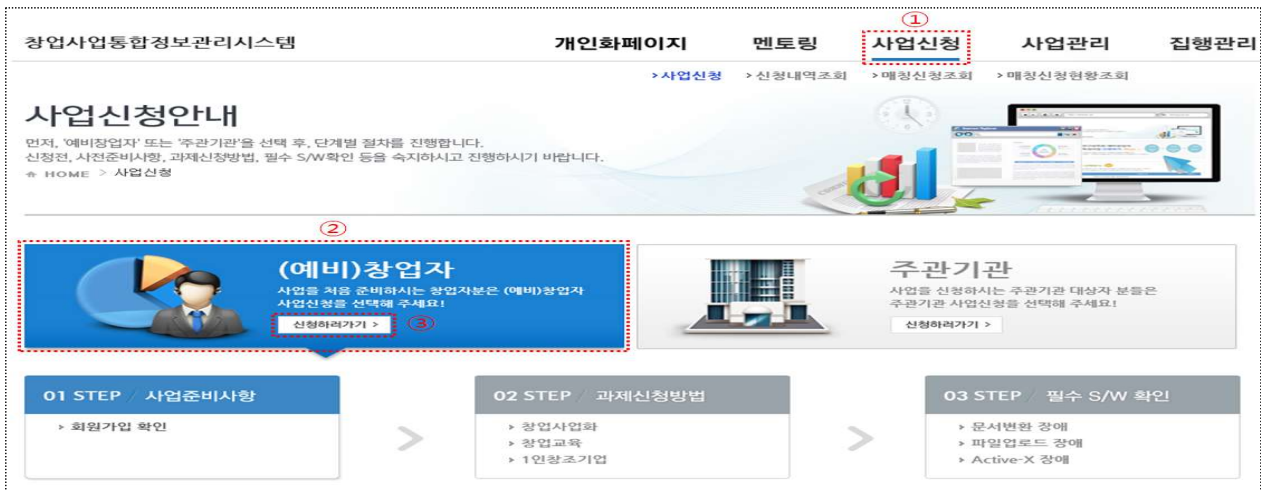 ①
창업사업통합정보관리시스템 개인화페이지 멘토링 사업신청 사업관리 집행관리
>사업신청 >신청내역조회 >매칭신청조회 >매칭신청현황조회
사업신청안내
먼저, '예비창업자' 또는 '주관기관'을 선택 후, 단계별 절차를 진행합니다.
신청전, 사전준비사항, 과제신청방법, 필수 S/W확인 등을 숙지하시고 진행하시기 바랍니다.
HOME > 사업신청
②
(예비)창업자
사업을 처음 준비하시는 창업자분은 (예비)창업자
사업신청을 선택해 주세요!
신청하러가기 > ③
주관기관
사업을 신청하시는 주관기관 대상자 분들은
주관기관 사업신청을 선택해 주세요!
신청하러가기 >
01 STEP / 사업준비사항
> 회원가입 확인
02 STEP / 과제신청방법
> 창업사업화
> 창업교육
> 1인창조기업
03 STEP / 필수 S/W 확인
> 문서변환 장애
> 파일업로드 장애
> Active-X 장애